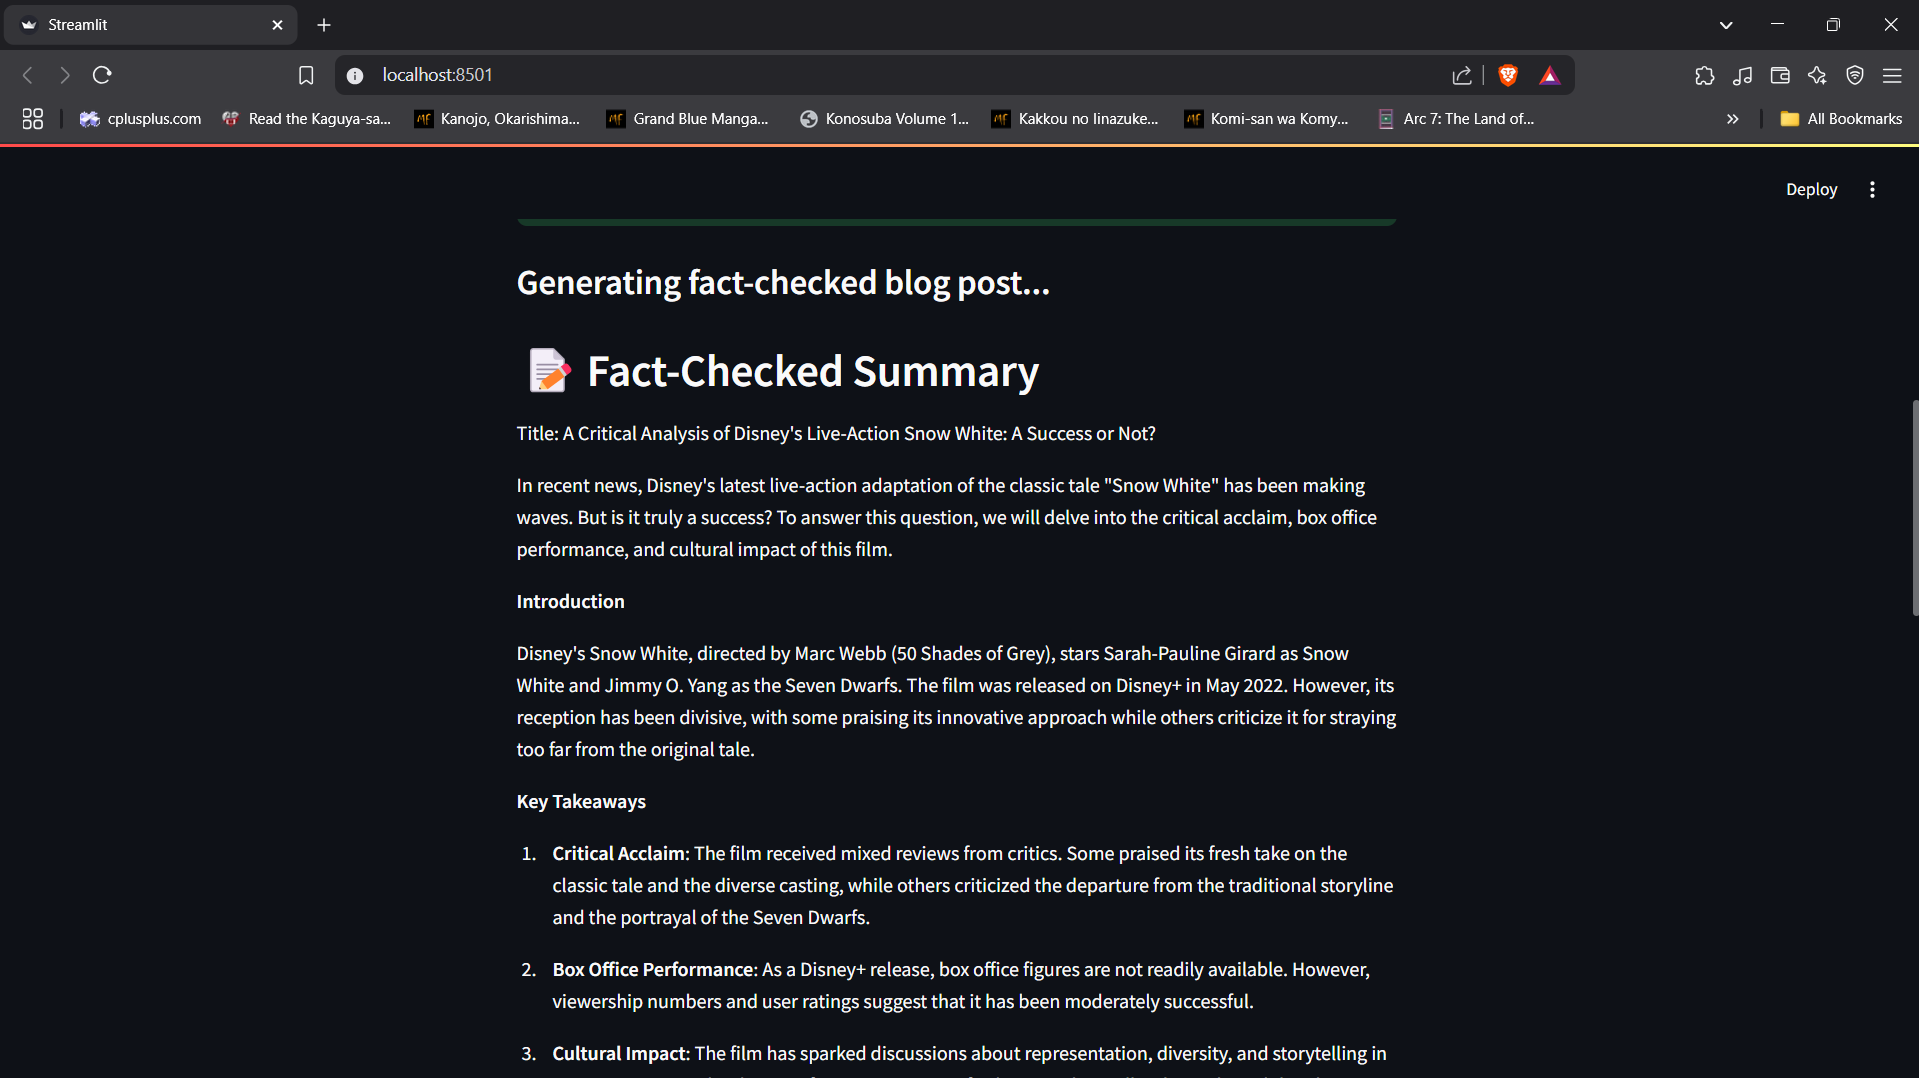 Streamlit
localhost:8501
cplusplus.com
Read the Kaguya-sa...
Kanojo, Okarishima...
Grand Blue Manga...
Konosuba Volume 1...
Kakkou no Iinazuke...
Komi-san wa Komy...
Arc 7: The Land of...
All Bookmarks
Deploy
Generating fact-checked blog post...
Fact-Checked Summary
Title: A Critical Analysis of Disney's Live-Action Snow White: A Success or Not?
In recent news, Disney's latest live-action adaptation of the classic tale "Snow White" has been making
waves. But is it truly a success? To answer this question, we will delve into the critical acclaim, box office
performance, and cultural impact of this film.
Introduction
Disney's Snow White, directed by Marc Webb (50 Shades of Grey), stars Sarah-Pauline Girard as Snow
White and Jimmy O. Yang as the Seven Dwarfs. The film was released on Disney+ in May 2022. However, its
reception has been divisive, with some praising its innovative approach while others criticize it for straying
too far from the original tale.
Key Takeaways
1. Critical Acclaim: The film received mixed reviews from critics. Some praised its fresh take on the
classic tale and the diverse casting, while others criticized the departure from the traditional storyline
and the portrayal of the Seven Dwarfs.
2. Box Office Performance: As a Disney+ release, box office figures are not readily available. However,
viewership numbers and user ratings suggest that it has been moderately successful.
3. Cultural Impact: The film has sparked discussions about representation, diversity, and storytelling in